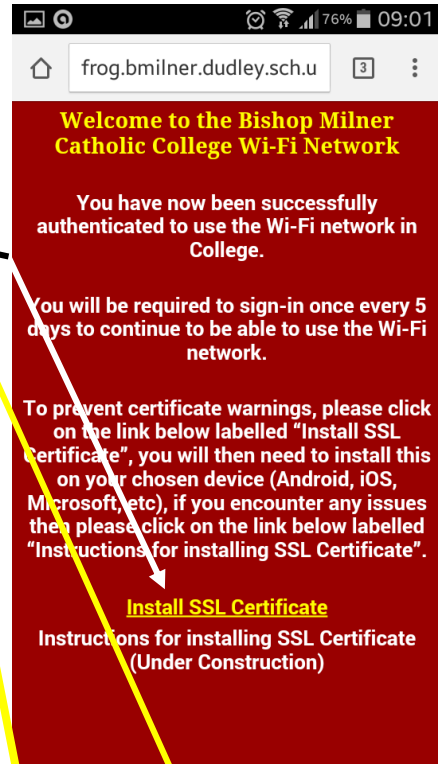 76% 09:01
frog.bmilner.dudley.sch.u 3
Welcome to the Bishop Milner
Catholic College Wi-Fi Network
You have now been successfully
authenticated to use the Wi-Fi network in
College.
You will be required to sign-in once every 5
days to continue to be able to use the Wi-Fi
network.
To prevent certificate warnings, please click
on the link below labelled “Install SSL
Certificate”, you will then need to install this
on your chosen device (Android, iOS,
Microsoft, etc), if you encounter any issues
then please click on the link below labelled
“Instructions for installing SSL Certificate”.
Install SSL Certificate
Instructions for installing SSL Certificate
(Under Construction)